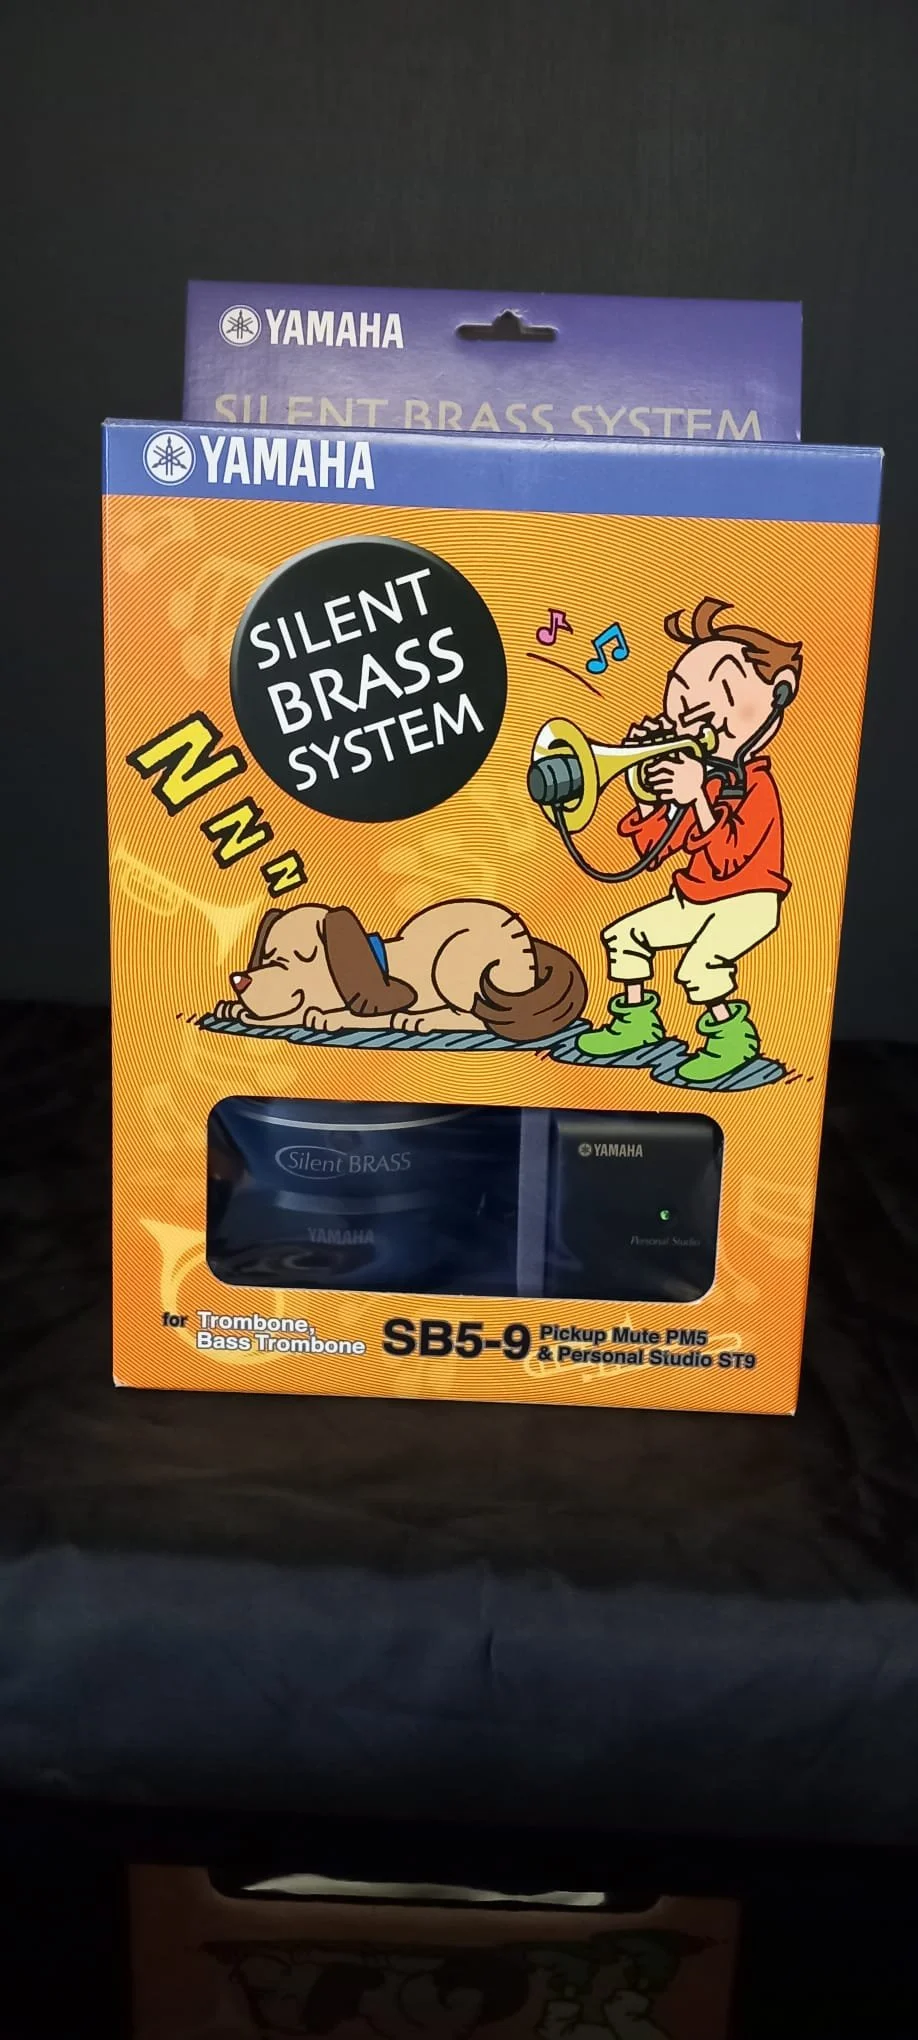 YAMAHA
SILENT BRASS SYSTEM
YAMAHA
SILENT
BRASS
SYSTEM
Z
Z
Z
Silent BRASS
YAMAHA
YAMAHA
Personal Studio
for Trombone,
Bass Trombone
SB5-9
Pickup Mute PM5
& Personal Studio ST9